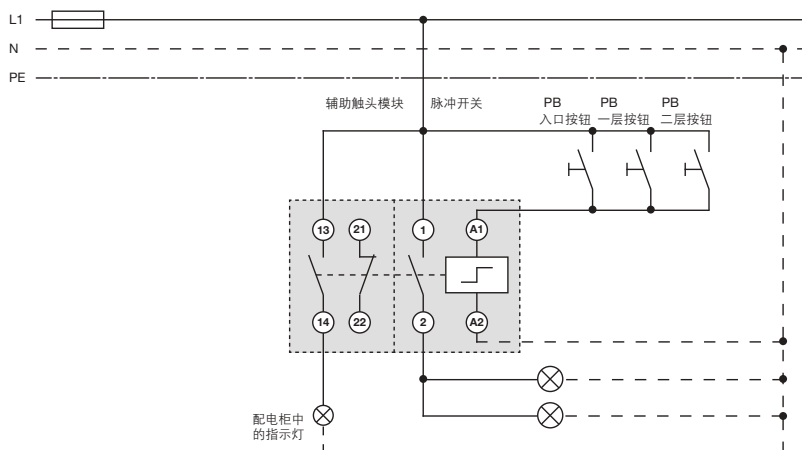 L1
N
PE
辅助触头模块 脉冲开关 PB PB PB
入口按钮 一层按钮 二层按钮
13 21 1 A1
14 22 2 A2
配电柜中
的指示灯